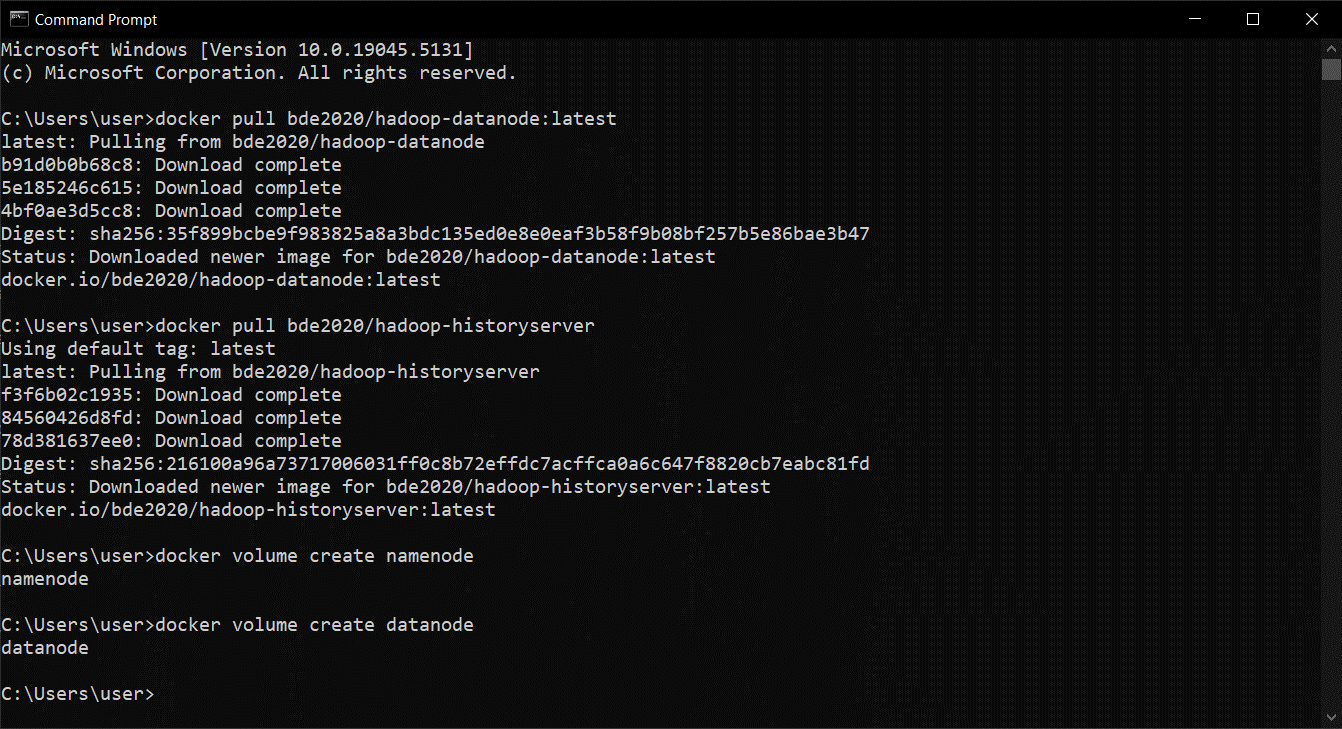 Command Prompt
Microsoft Windows [Version 10.0.19045.5131]
(c) Microsoft Corporation. All rights reserved.
C:\Users\user>docker pull bde2020/hadoop-datanode:latest
latest: Pulling from bde2020/hadoop-datanode
b91d0b0b68c8: Download complete
5e185246c615: Download complete
4bf0ae3d5cc8: Download complete
Digest: sha256:35f899bcbe9f983825a8a3bdc135ed0e8e0eaf3b58f9b08bf257b5e86bae3b47
Status: Downloaded newer image for bde2020/hadoop-datanode:latest
docker.io/bde2020/hadoop-datanode:latest
C:\Users\user>docker pull bde2020/hadoop-historyserver
Using default tag: latest
latest: Pulling from bde2020/hadoop-historyserver
f3f6b02c1935: Download complete
84560426d8fd: Download complete
78d381637ee0: Download complete
Digest: sha256:216100a96a73717006031ff0c8b72effdc7acffca0a6c647f8820cb7eabc81fd
Status: Downloaded newer image for bde2020/hadoop-historyserver:latest
docker.io/bde2020/hadoop-historyserver:latest
C:\Users\user>docker volume create namenode
namenode
C:\Users\user>docker volume create datanode
datanode
C:\Users\user>